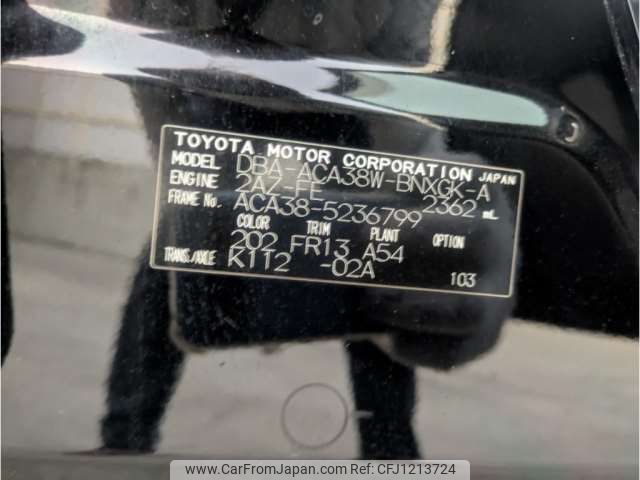 TOYOTA MOTOR CORPORATION JAPAN
MODEL DBA-ACA38W-BNXGK-A
ENGINE 2AZ-FE 2362 mL
FRAME No. ACA38-5236799
COLOR TRIM PLANT OPTION
202 FR13 A54
TRANS./AXLE K112 -02A 103
www.CarFromJapan.com | Ref:CFJ1213724